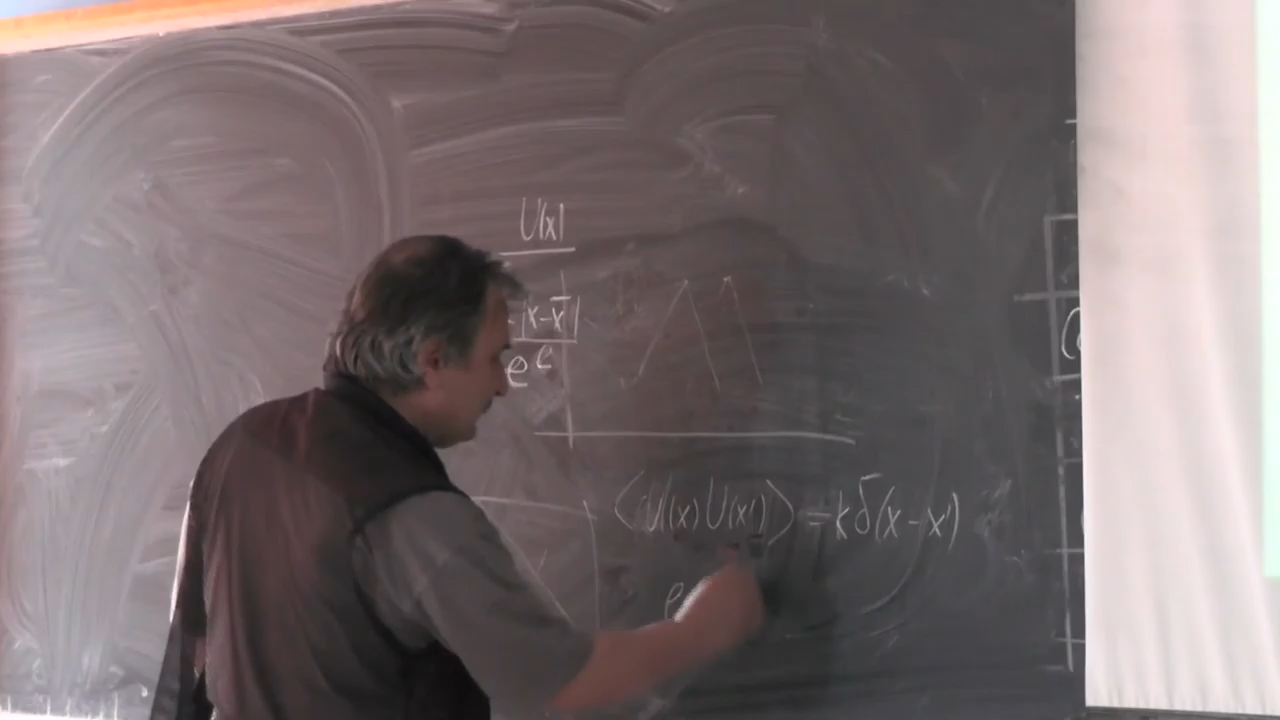 U(x)
-|x-x'|
e^ℓ
⟨U(x)U(x')⟩ = kδ(x-x')
e